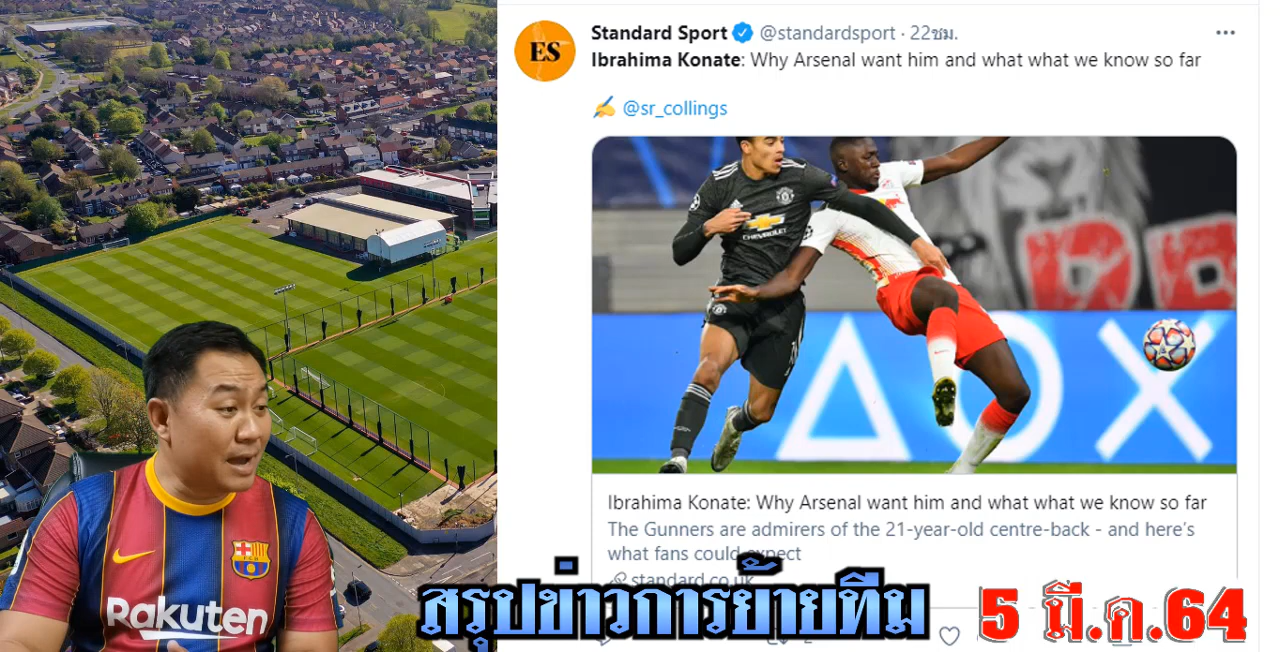 Standard Sport @standardsport · 22ชม.
Ibrahima Konate: Why Arsenal want him and what what we know so far
✍ @sr_collings
ES
CHEVROLET
Ibrahima Konate: Why Arsenal want him and what what we know so far
The Gunners are admirers of the 21-year-old centre-back - and here's
what fans could expect
standard.co.uk
Rakuten
สรุปข่าวการย้ายทีม
5 มี.ค.64